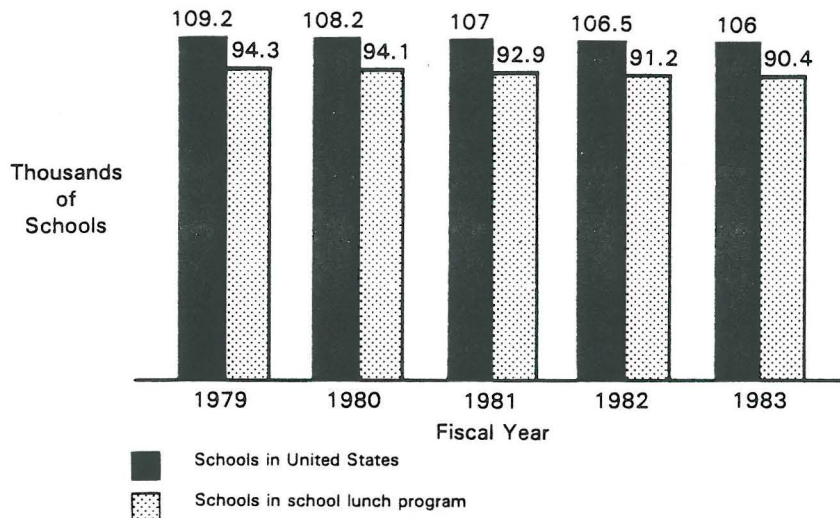 109.2
94.3
108.2
94.1
107
92.9
106.5
91.2
106
90.4
Thousands
of
Schools
1979 1980 1981 1982 1983
Fiscal Year
Schools in United States
Schools in school lunch program